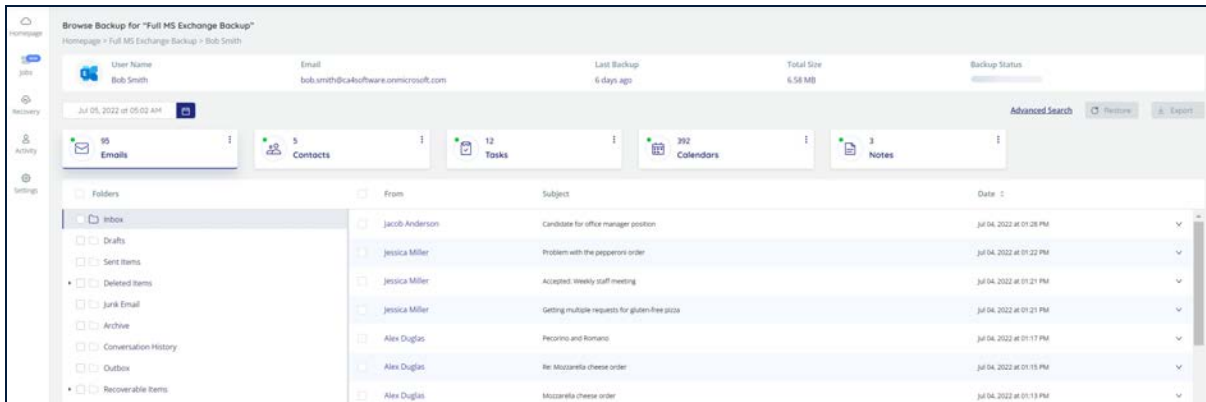 Homepage
Jobs
Recovery
Activity
Settings
Browse Backup for "Full MS Exchange Backup"
Homepage > Full MS Exchange Backup > Bob Smith
User Name
Bob Smith
Email
bob.smith@ca4software.onmicrosoft.com
Last Backup
6 days ago
Total Size
6.58 MB
Backup Status
Jul 05, 2022 at 05:02 AM
Advanced Search
Restore
Export
95
Emails
5
Contacts
12
Tasks
392
Calendars
3
Notes
Folders
Inbox
Drafts
Sent Items
Deleted Items
Junk Email
Archive
Conversation History
Outbox
Recoverable Items
From Subject Date
Jacob Anderson Candidate for office manager position Jul 04, 2022 at 01:28 PM
Jessica Miller Problem with the pepperoni order Jul 04, 2022 at 01:22 PM
Jessica Miller Accepted: Weekly staff meeting Jul 04, 2022 at 01:21 PM
Jessica Miller Getting multiple requests for gluten-free pizza Jul 04, 2022 at 01:21 PM
Alex Duglas Pecorino and Romano Jul 04, 2022 at 01:17 PM
Alex Duglas Re: Mozzarella cheese order Jul 04, 2022 at 01:15 PM
Alex Duglas Mozzarella cheese order Jul 04, 2022 at 01:13 PM